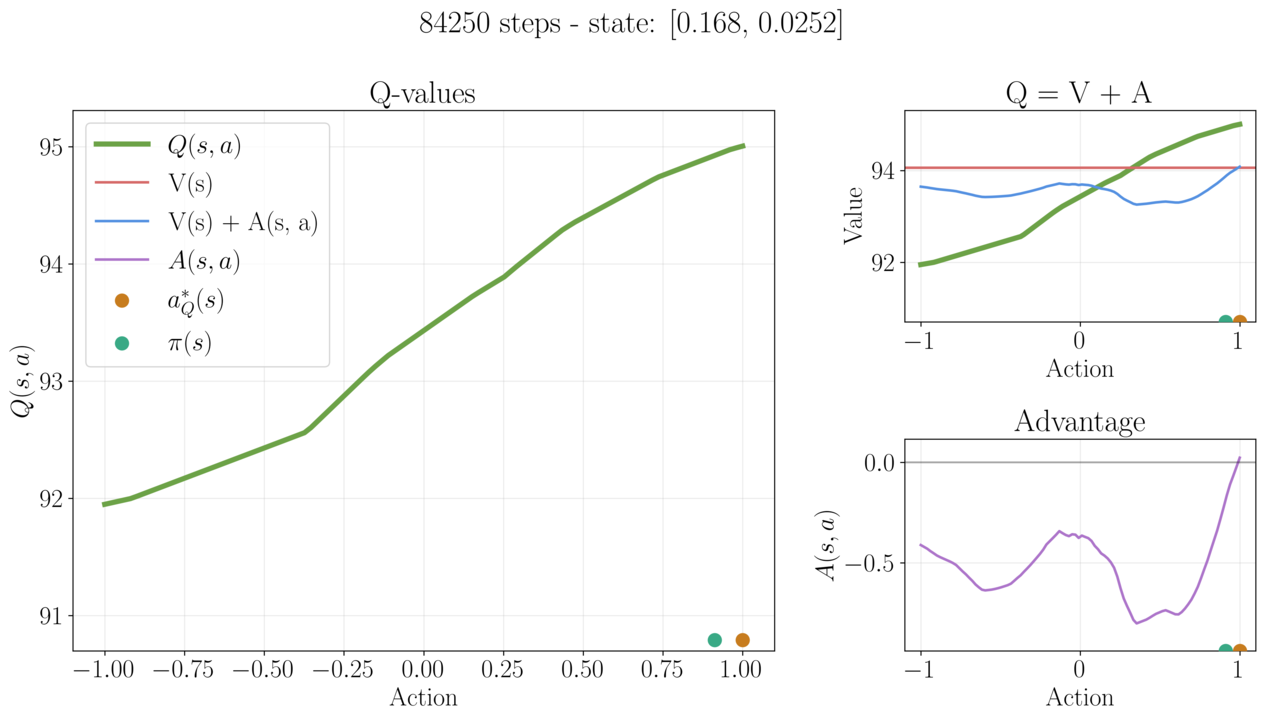 84250 steps - state: [0.168, 0.0252]
Q-values
Q(s, a)
V(s)
V(s) + A(s, a)
A(s, a)
a*Q(s)
π(s)
95
94
93
92
91
Q(s, a)
−1.00 −0.75 −0.50 −0.25 0.00 0.25 0.50 0.75 1.00
Action
Q = V + A
94
92
Value
−1 0 1
Action
Advantage
0.0
−0.5
A(s, a)
−1 0 1
Action